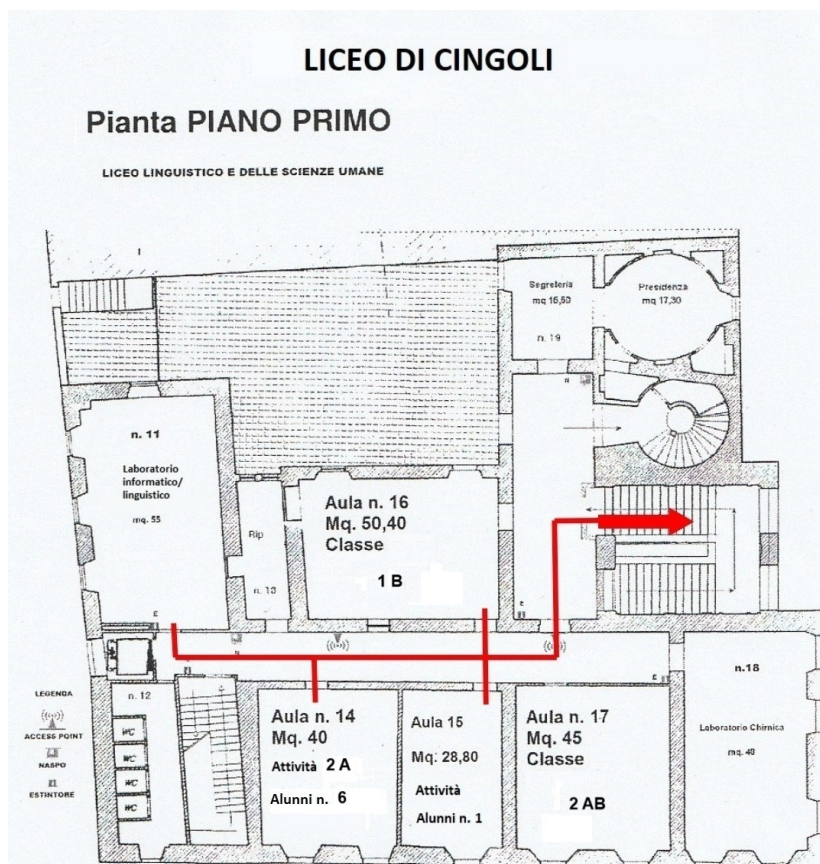 LICEO DI CINGOLI
Pianta PIANO PRIMO
LICEO LINGUISTICO E DELLE SCIENZE UMANE
Segreteria
mq 16,50
n. 19
Presidenza
mq 17,30
n. 11
Laboratorio
informatico/
linguistico
mq. 55
Rip
n. 13
Aula n. 16
Mq. 50,40
Classe
1 B
LEGENDA
ACCESS POINT
NASPO
ESTINTORE
n. 12
WC
WC
WC
WC
Aula n. 14
Mq. 40
Attività 2 A
Alunni n. 6
Aula 15
Mq. 28,80
Attività
Alunni n. 1
Aula n. 17
Mq. 45
Classe
2 AB
n.18
Laboratorio Chimica
mq. 48